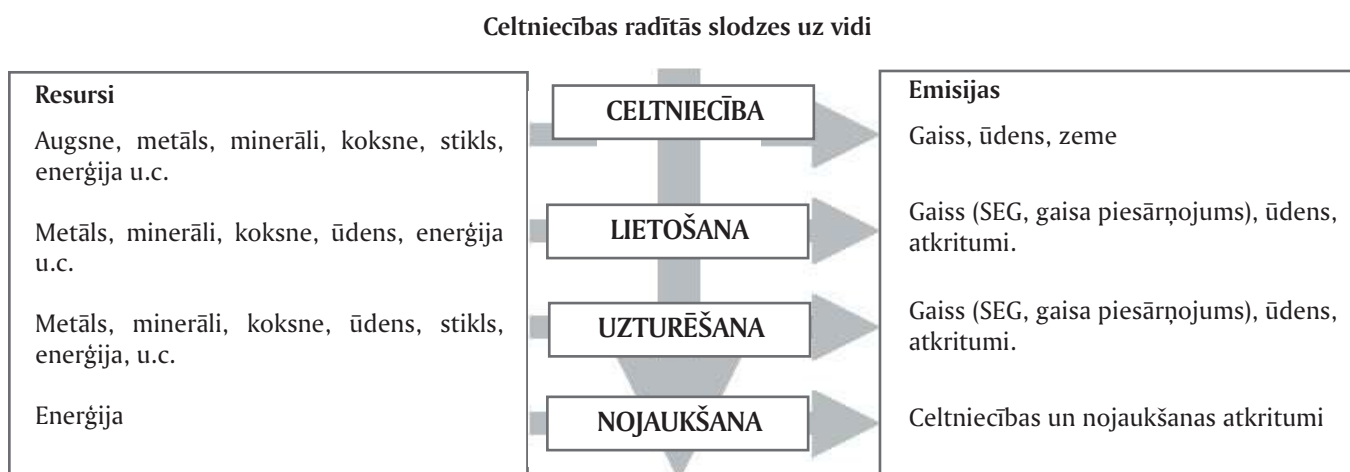 Celtniecības radītās slodzes uz vidi
Resursi
Augsne, metāls, minerāli, koksne, stikls,
enerģija u.c.
Metāls, minerāli, koksne, ūdens, enerģija
u.c.
Metāls, minerāli, koksne, ūdens, stikls,
enerģija, u.c.
Enerģija
CELTNIECĪBA
LIETOŠANA
UZTURĒŠANA
NOJAUKŠANA
Emisijas
Gaiss, ūdens, zeme
Gaiss (SEG, gaisa piesārņojums), ūdens,
atkritumi.
Gaiss (SEG, gaisa piesārņojums), ūdens,
atkritumi.
Celtniecības un nojaukšanas atkritumi